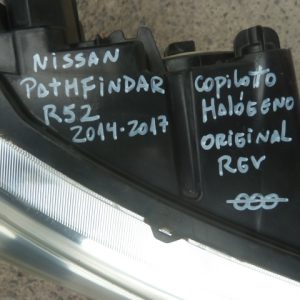 NISSAN
PATHFINDAR
R52
2014-2017
COPILOTO
HALÓGENO
ORIGINAL
REV